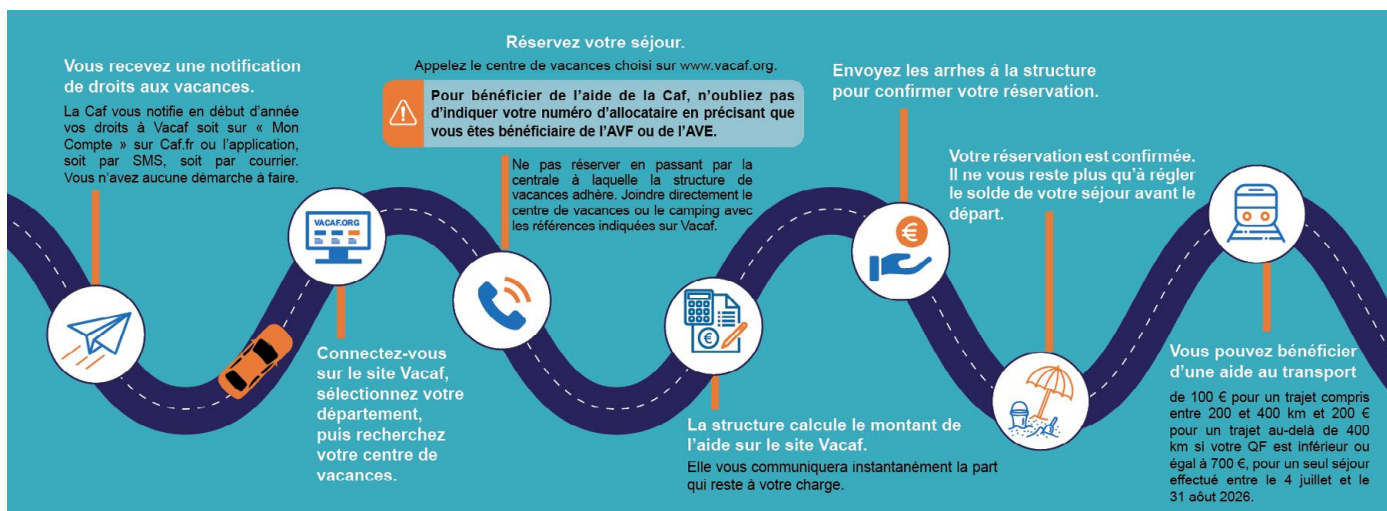 Vous recevez une notification
de droits aux vacances.
La Caf vous notifie en début d'année
vos droits à Vacaf soit sur « Mon
Compte » sur Caf.fr ou l'application,
soit par SMS, soit par courrier.
Vous n'avez aucune démarche à faire.
VACAF.ORG
Connectez-vous
sur le site Vacaf,
sélectionnez votre
département,
puis recherchez
votre centre de
vacances.
Réservez votre séjour.
Appelez le centre de vacances choisi sur www.vacaf.org.
Pour bénéficier de l'aide de la Caf, n'oubliez pas
d'indiquer votre numéro d'allocataire en précisant que
vous êtes bénéficiaire de l'AVF ou de l'AVE.
Ne pas réserver en passant par la
centrale à laquelle la structure de
vacances adhère. Joindre directement le
centre de vacances ou le camping avec
les références indiquées sur Vacaf.
€
La structure calcule le montant de
l'aide sur le site Vacaf.
Elle vous communiquera instantanément la part
qui reste à votre charge.
Envoyez les arrhes à la structure
pour confirmer votre réservation.
€
Votre réservation est confirmée.
Il ne vous reste plus qu'à régler
le solde de votre séjour avant le
départ.
Vous pouvez bénéficier
d'une aide au transport
de 100 € pour un trajet compris
entre 200 et 400 km et 200 €
pour un trajet au-delà de 400
km si votre QF est inférieur ou
égal à 700 €, pour un seul séjour
effectué entre le 4 juillet et le
31 aôut 2026.